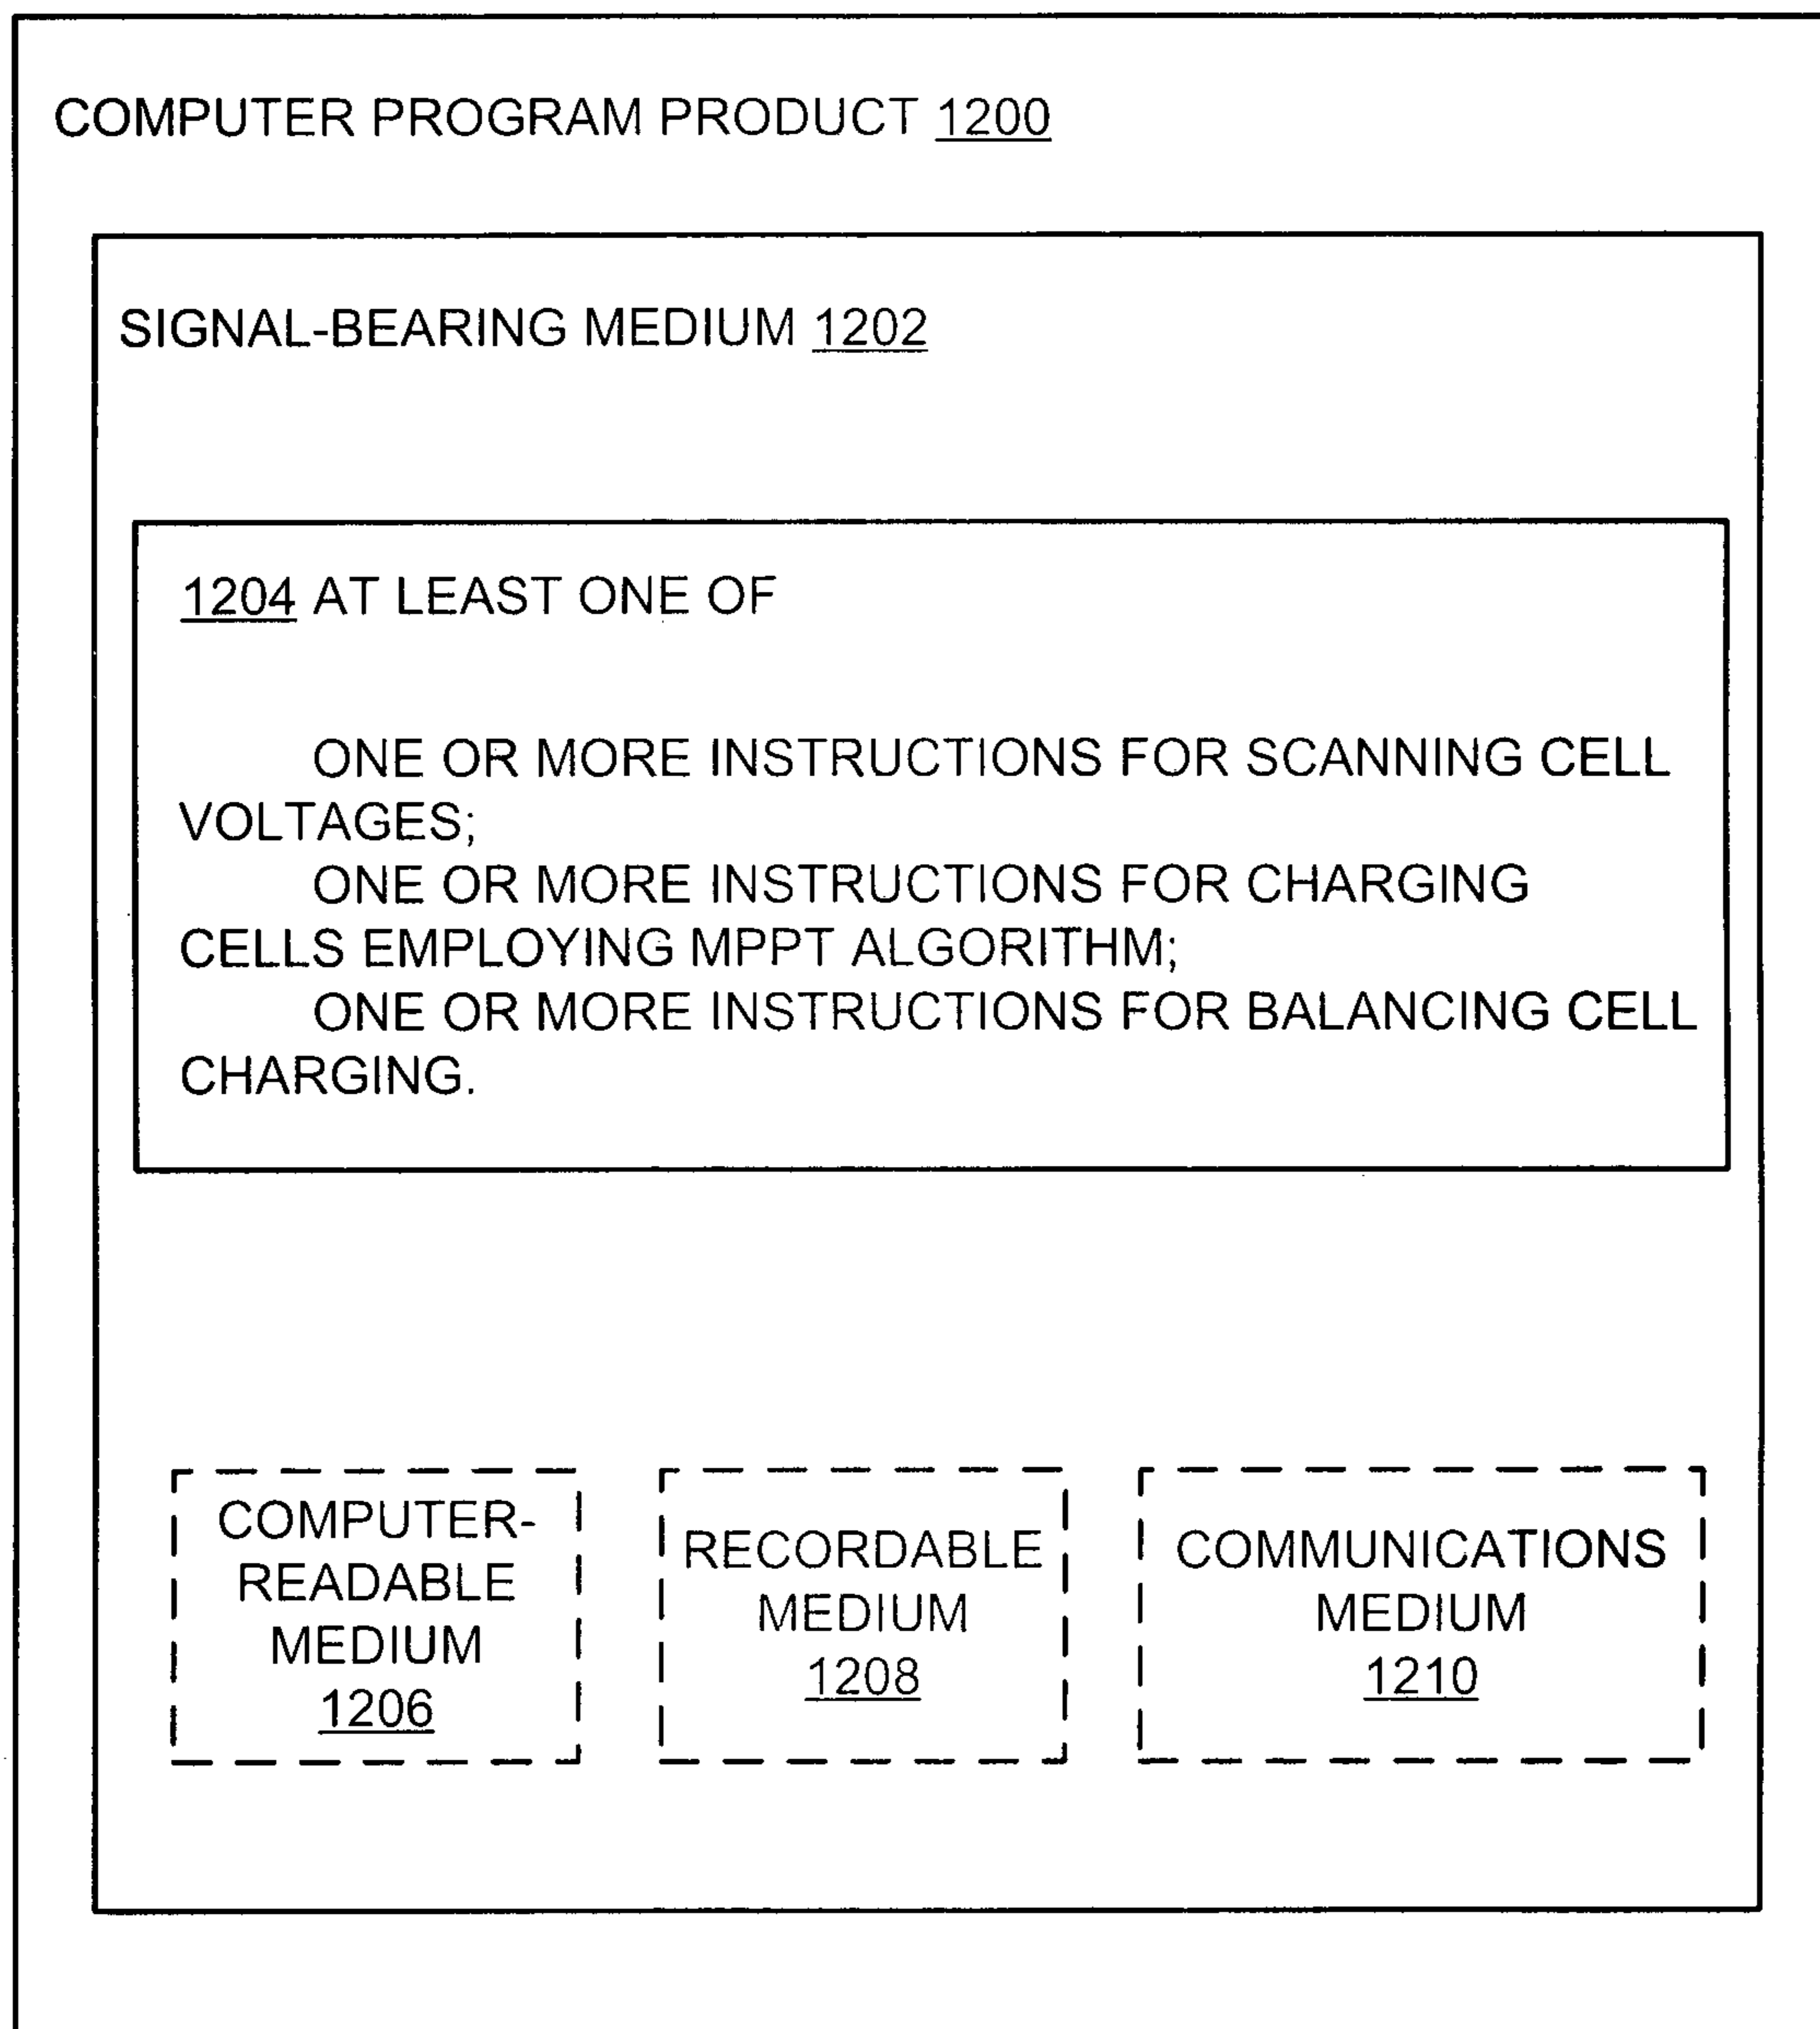 COMPUTER PROGRAM PRODUCT 1200
SIGNAL-BEARING MEDIUM 1202
1204 AT LEAST ONE OF
ONE OR MORE INSTRUCTIONS FOR SCANNING CELL
VOLTAGES;
ONE OR MORE INSTRUCTIONS FOR CHARGING
CELLS EMPLOYING MPPT ALGORITHM;
ONE OR MORE INSTRUCTIONS FOR BALANCING CELL
CHARGING.
COMPUTER-
READABLE
MEDIUM
1206
RECORDABLE
MEDIUM
1208
COMMUNICATIONS
MEDIUM
1210